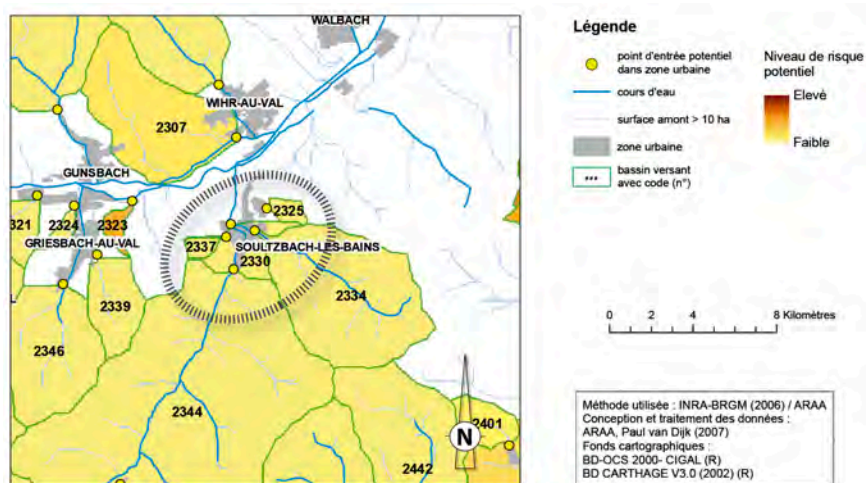 WALBACH
WIHR-AU-VAL
2307
GUNSBACH
2325
321
2324
2323
GRIESBACH-AU-VAL
2337
SOULTZBACH-LES-BAINS
2330
2334
2339
2346
2344
2401
2442
N
Légende
point d'entrée potentiel
dans zone urbaine
cours d'eau
surface amont > 10 ha
zone urbaine
*** bassin versant
avec code (n°)
Niveau de risque
potentiel
Elevè
Faible
0 2 4 8 Kilomètres
Méthode utilisée : INRA-BRGM (2006) / ARAA
Conception et traitement des données :
ARAA, Paul van Dijk (2007)
Fonds cartographiques :
BD-OCS 2000- CIGAL (R)
BD CARTHAGE V3.0 (2002) (R)